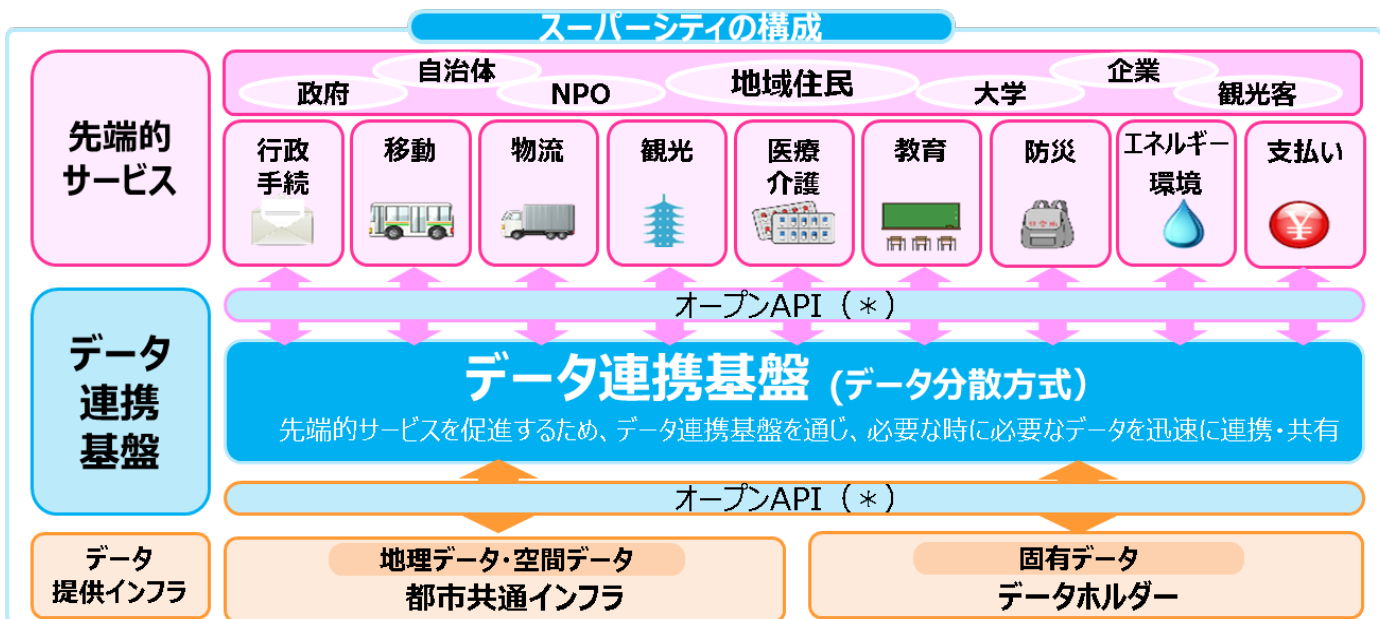 スーパーシティの構成
先端的
サービス
政府
自治体
NPO
地域住民
大学
企業
観光客
行政
手続
移動
物流
観光
医療
介護
教育
防災
エネルギー
環境
支払い
¥
オープンAPI（＊）
データ
連携
基盤
データ連携基盤 (データ分散方式)
先端的サービスを促進するため、データ連携基盤を通じ、必要な時に必要なデータを迅速に連携・共有
オープンAPI（＊）
データ
提供インフラ
地理データ・空間データ
都市共通インフラ
固有データ
データホルダー